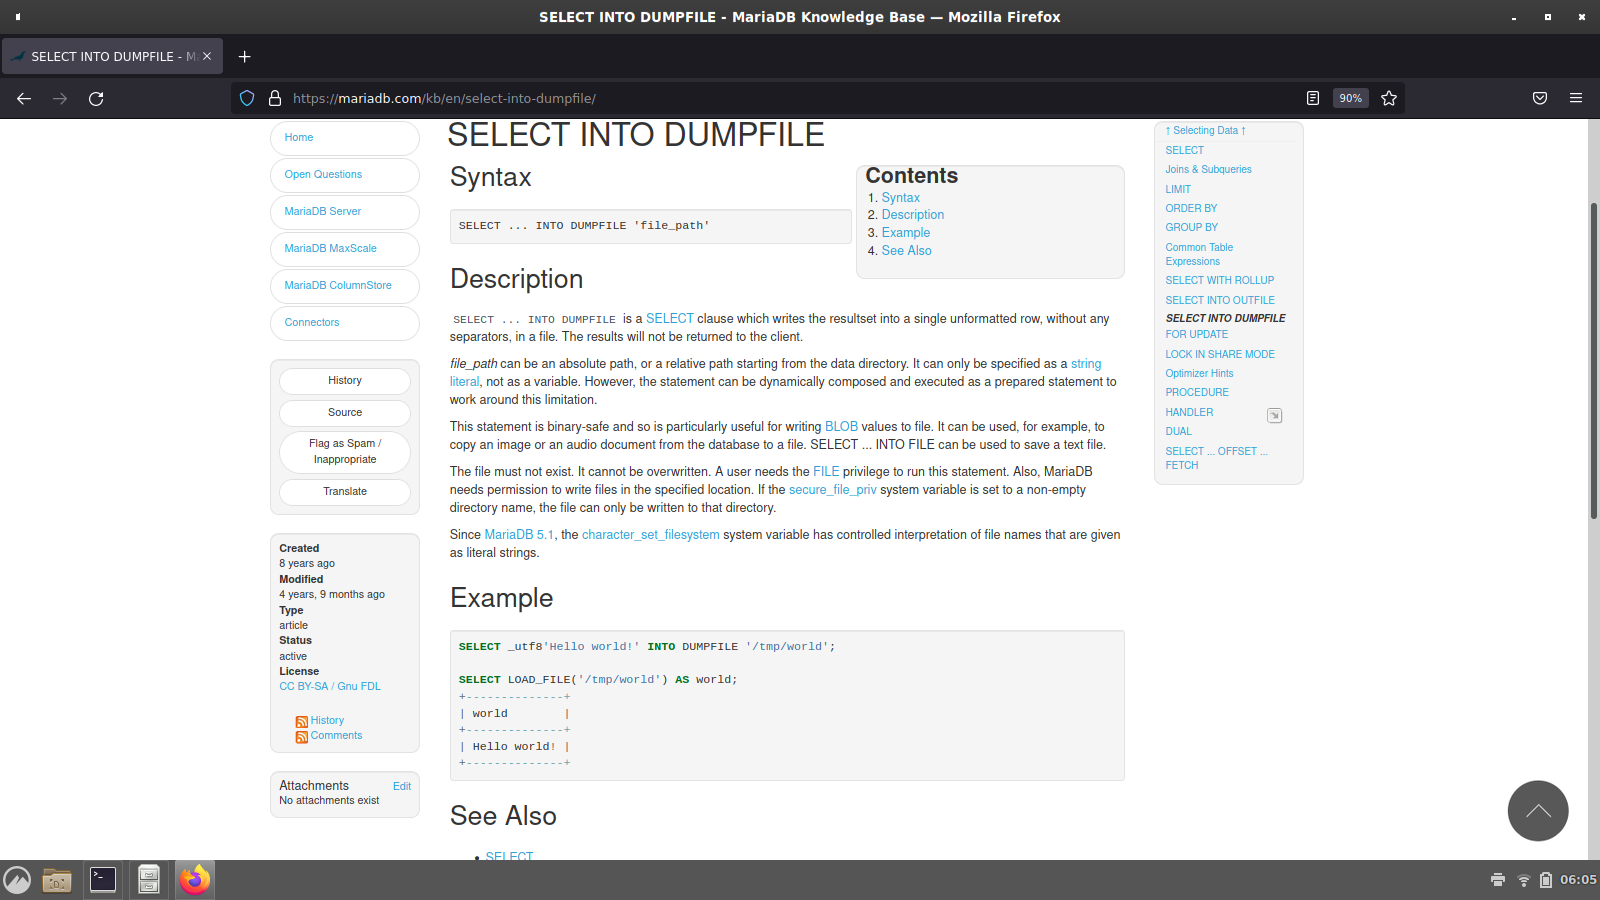 SELECT INTO DUMPFILE - MariaDB Knowledge Base — Mozilla Firefox
SELECT INTO DUMPFILE - M
https://mariadb.com/kb/en/select-into-dumpfile/
90%
Home
Open Questions
MariaDB Server
MariaDB MaxScale
MariaDB ColumnStore
Connectors
History
Source
Flag as Spam /
Inappropriate
Translate
Created
8 years ago
Modified
4 years, 9 months ago
Type
article
Status
active
License
CC BY-SA / Gnu FDL
History
Comments
Attachments Edit
No attachments exist
SELECT INTO DUMPFILE
Syntax
SELECT ... INTO DUMPFILE 'file_path'
Contents
1. Syntax
2. Description
3. Example
4. See Also
Description
SELECT ... INTO DUMPFILE is a SELECT clause which writes the resultset into a single unformatted row, without any
separators, in a file. The results will not be returned to the client.
file_path can be an absolute path, or a relative path starting from the data directory. It can only be specified as a string
literal, not as a variable. However, the statement can be dynamically composed and executed as a prepared statement to
work around this limitation.
This statement is binary-safe and so is particularly useful for writing BLOB values to file. It can be used, for example, to
copy an image or an audio document from the database to a file. SELECT ... INTO FILE can be used to save a text file.
The file must not exist. It cannot be overwritten. A user needs the FILE privilege to run this statement. Also, MariaDB
needs permission to write files in the specified location. If the secure_file_priv system variable is set to a non-empty
directory name, the file can only be written to that directory.
Since MariaDB 5.1, the character_set_filesystem system variable has controlled interpretation of file names that are given
as literal strings.
Example
SELECT _utf8'Hello world!' INTO DUMPFILE '/tmp/world';
SELECT LOAD_FILE('/tmp/world') AS world;
+--------------+
| world        |
+--------------+
| Hello world! |
+--------------+
See Also
• SELECT
↑ Selecting Data ↑
SELECT
Joins & Subqueries
LIMIT
ORDER BY
GROUP BY
Common Table
Expressions
SELECT WITH ROLLUP
SELECT INTO OUTFILE
SELECT INTO DUMPFILE
FOR UPDATE
LOCK IN SHARE MODE
Optimizer Hints
PROCEDURE
HANDLER
DUAL
SELECT ... OFFSET ...
FETCH
06:05